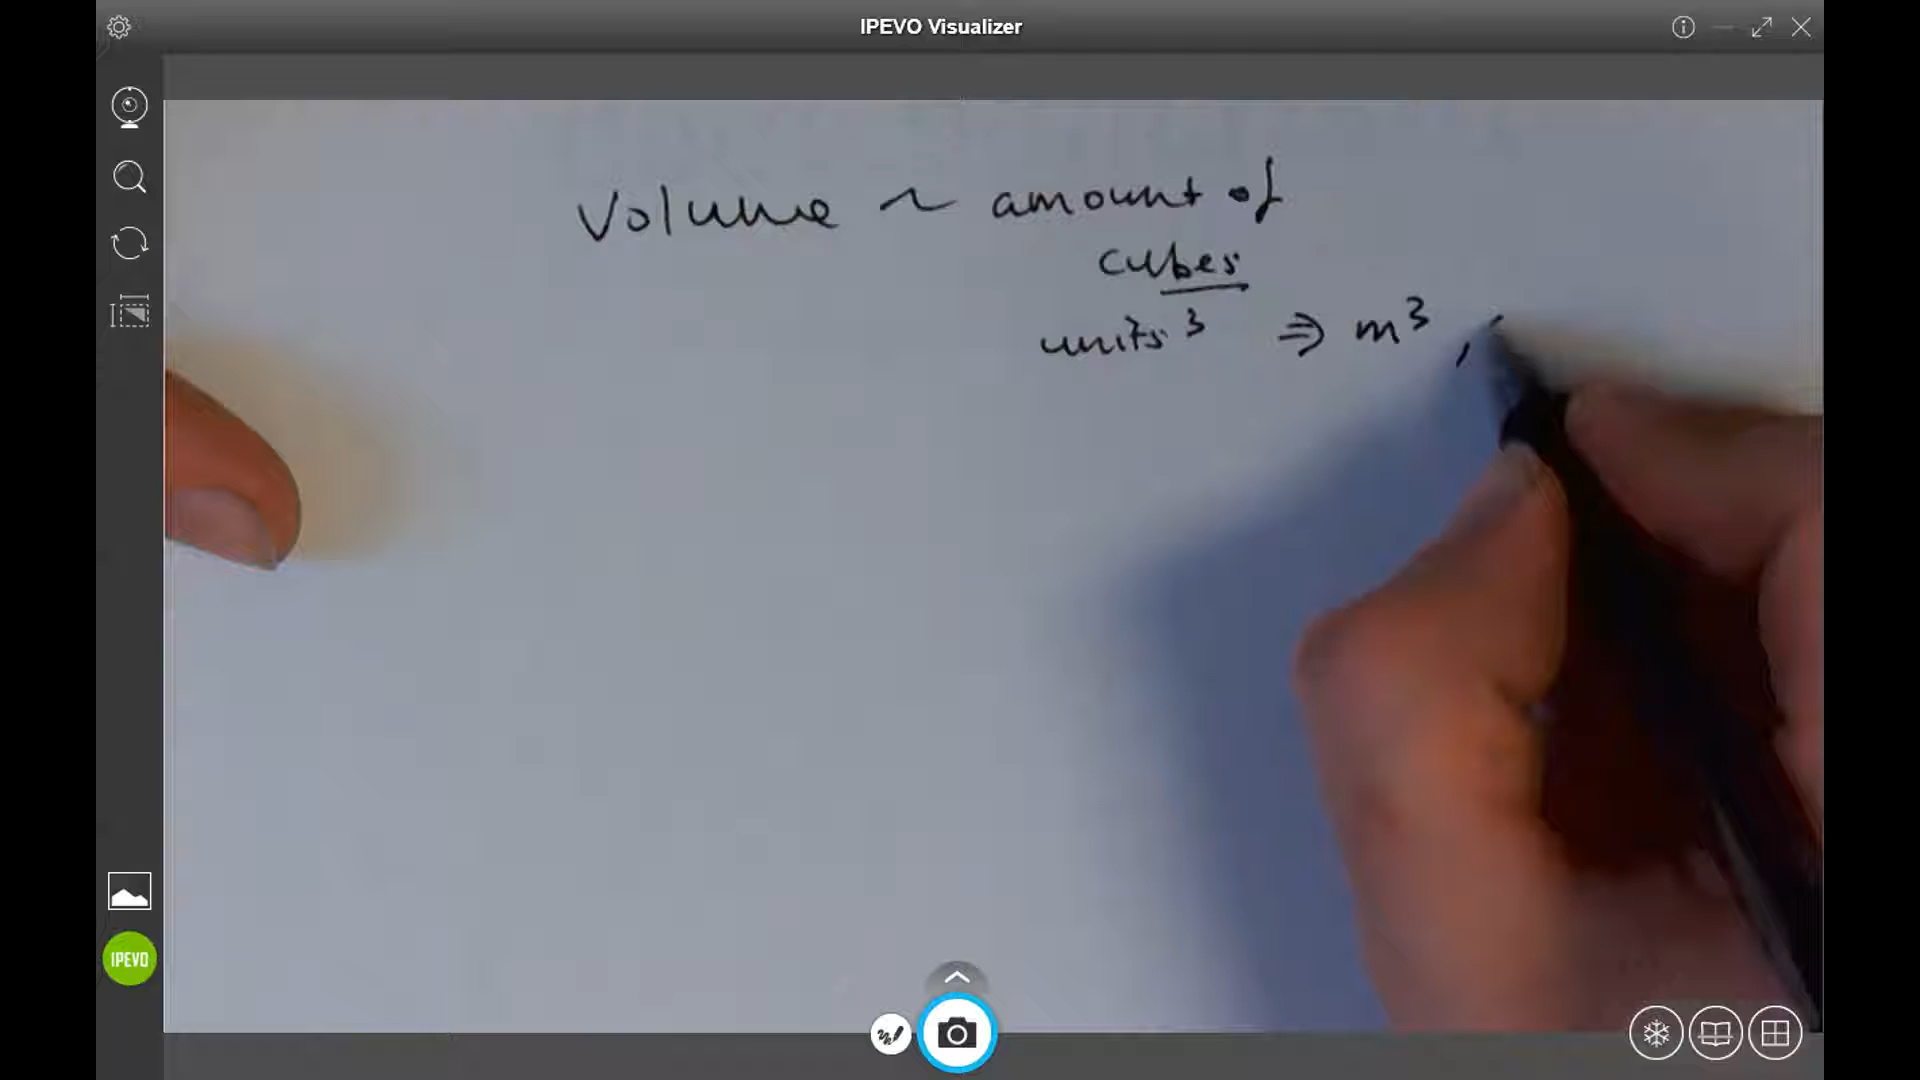 IPEVO Visualizer
Volume ~ amount of
cubes
units³ ⇒ m³,
IPEVO